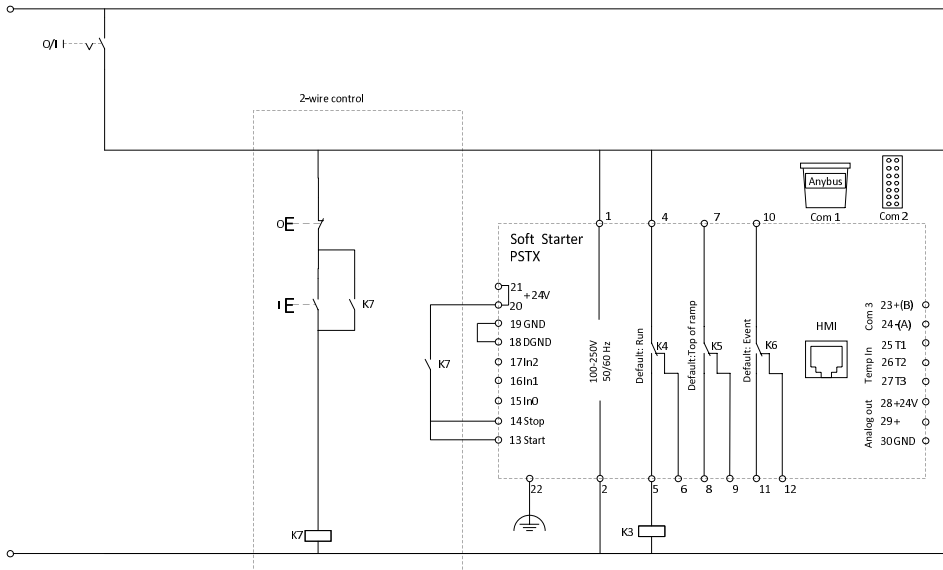 2-wire control
O/I
1
4
7
10
Anybus
Com 1
Com 2
O
I
K7
Soft Starter
PSTX
21
+24V
20
19 GND
18 DGND
17 In2
16 In1
15 In0
14 Stop
13 Start
K7
100-250V
50/60 Hz
Default: Run
K4
Default:Top of ramp
K5
Default: Event
K6
HMI
Com 3
23+(B)
24-(A)
Temp In
25 T1
26 T2
27 T3
Analog out
28+24V
29+
30 GND
22
2
5
6
8
9
11
12
K7
K3